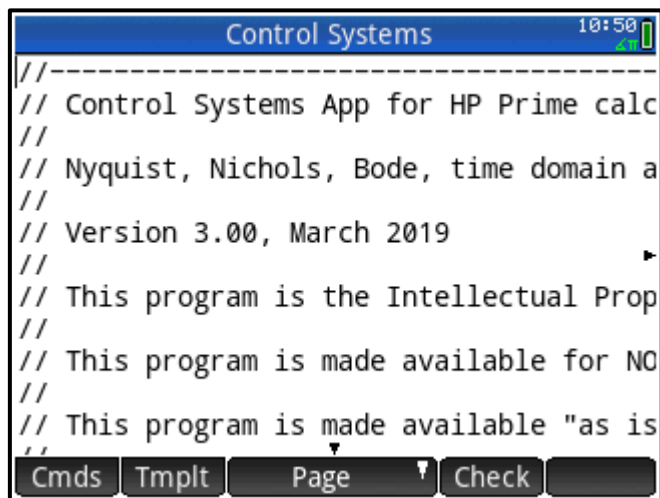 Control Systems
10:50
∡π
//-------------------------------------
// Control Systems App for HP Prime calc
//
// Nyquist, Nichols, Bode, time domain a
//
// Version 3.00, March 2019
//
// This program is the Intellectual Prop
//
// This program is made available for NO
//
// This program is made available "as is
//
Cmds Tmplt Page Check